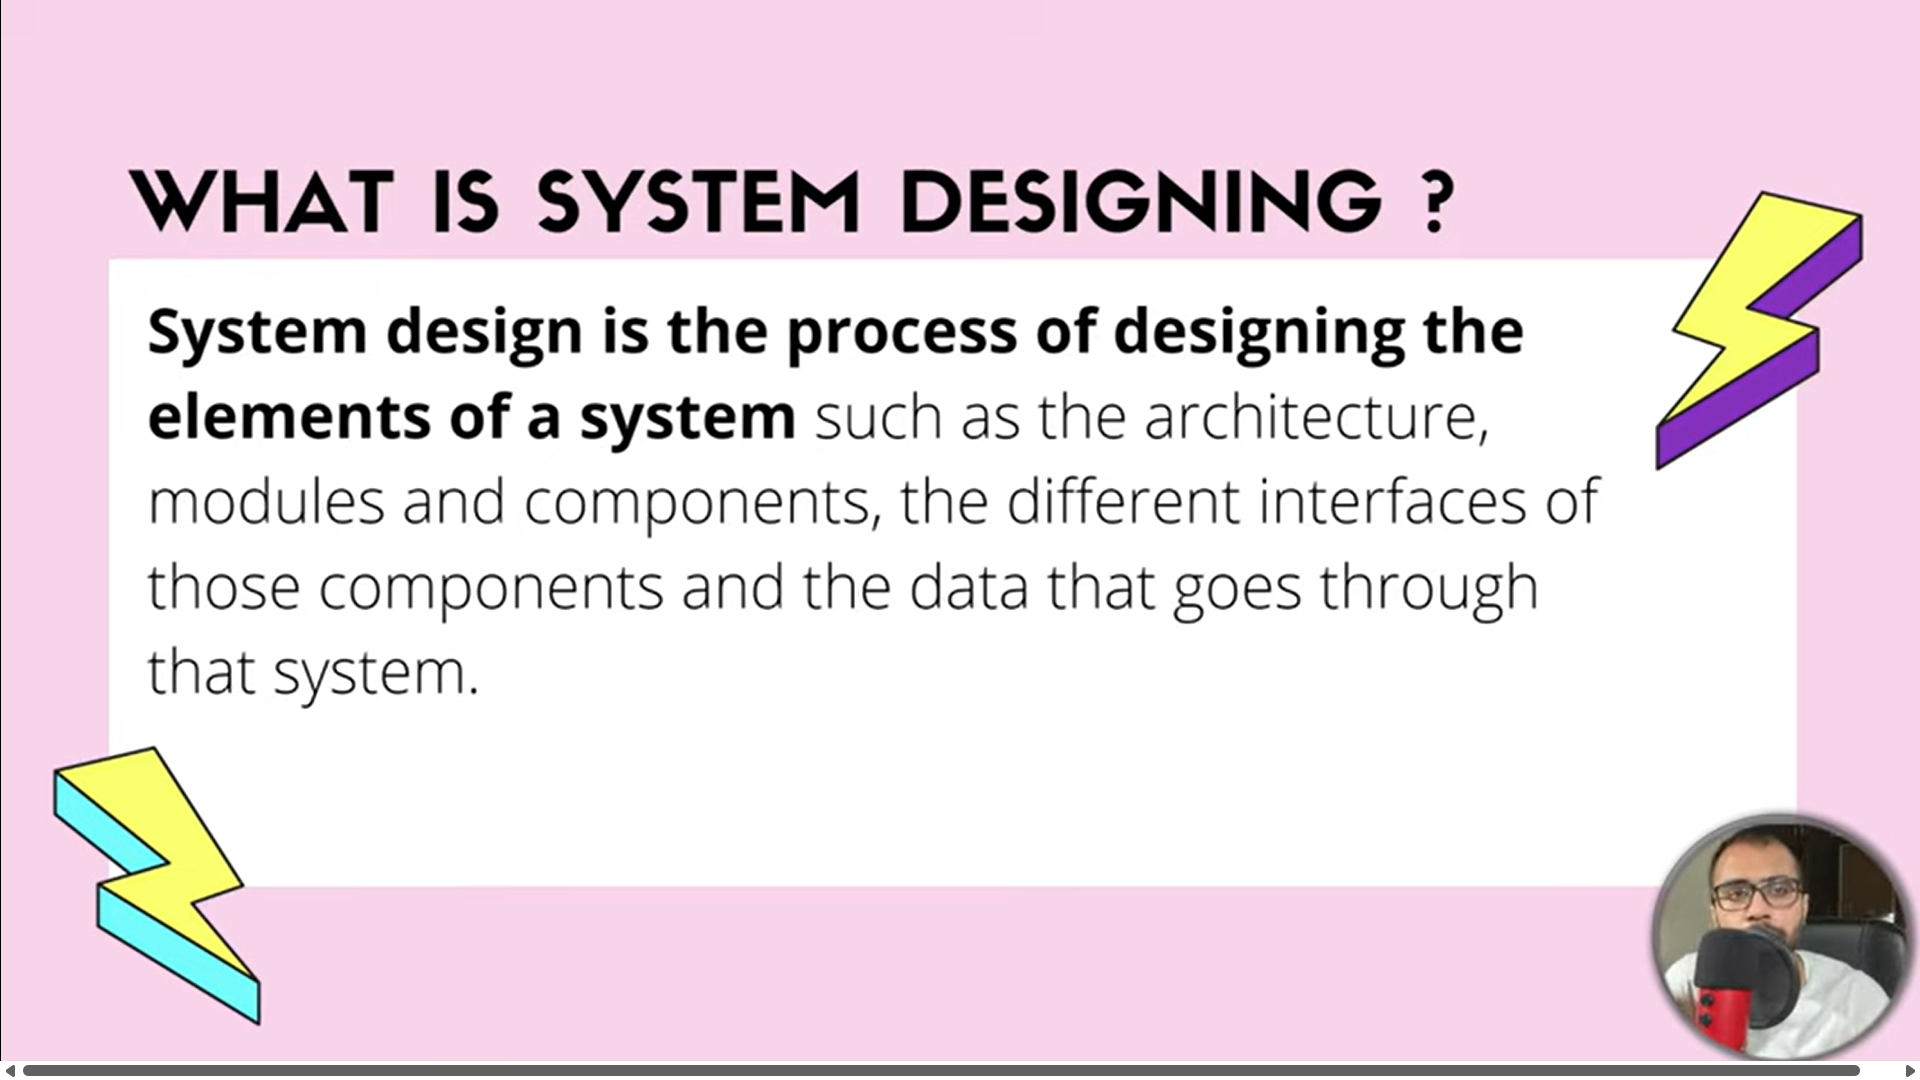 WHAT IS SYSTEM DESIGNING ?
System design is the process of designing the
elements of a system such as the architecture,
modules and components, the different interfaces of
those components and the data that goes through
that system.